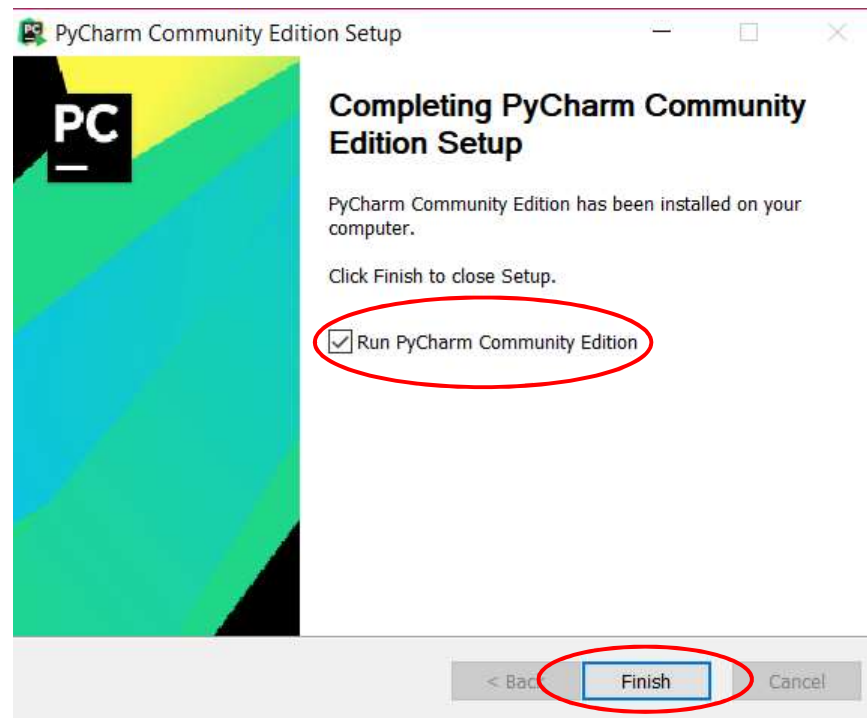 PyCharm Community Edition Setup
PC
Completing PyCharm Community
Edition Setup
PyCharm Community Edition has been installed on your
computer.
Click Finish to close Setup.
Run PyCharm Community Edition
< Back
Finish
Cancel